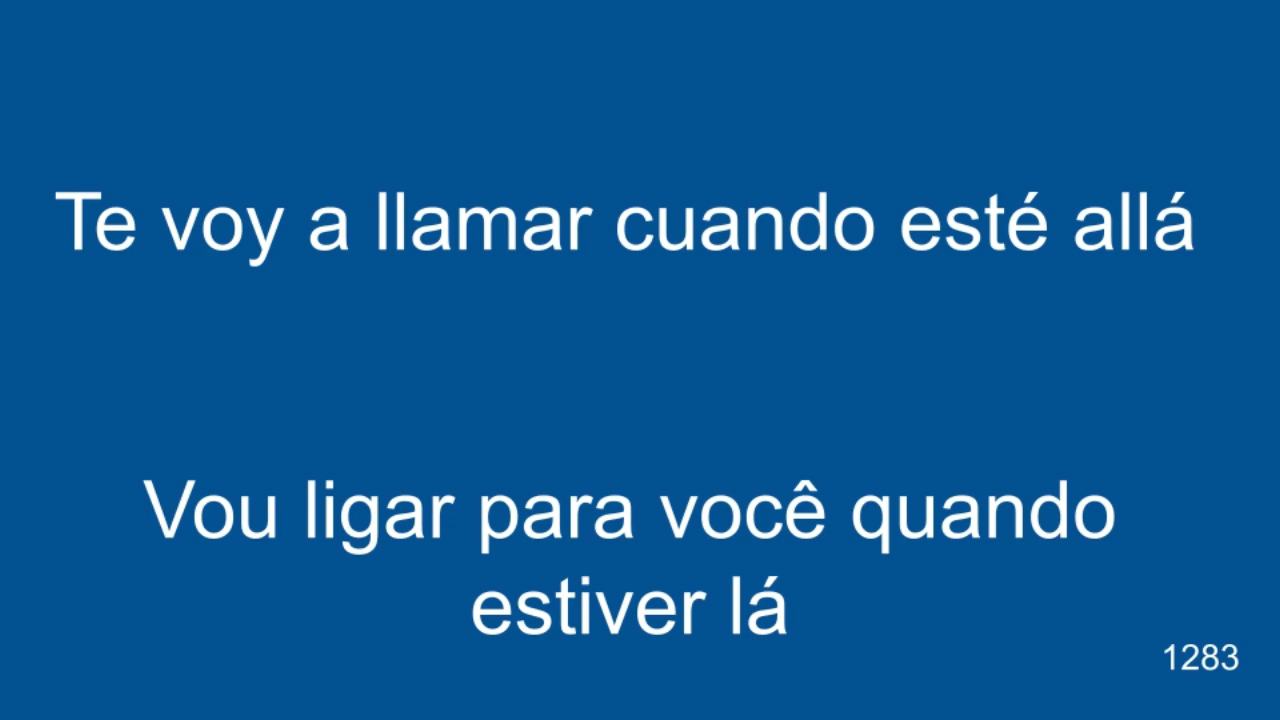 Te voy a llamar cuando esté allá
Vou ligar para você quando
estiver lá
1283